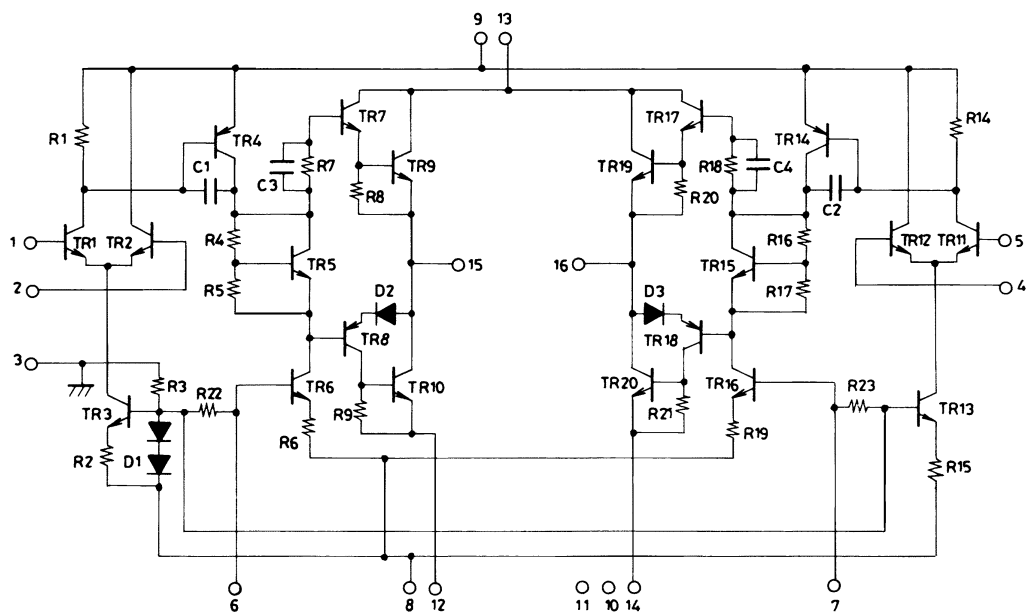 9 13
R1
TR4
TR7
TR17
TR14
R14
C1
C3
R7
TR9
TR19
R18
C4
R8
R20
C2
1
TR1
TR2
R4
TR5
R5
15
16
TR15
R16
R17
TR12
TR11
5
2
D2
D3
4
TR8
TR18
3
R3
R22
TR6
TR10
TR20
TR16
R23
TR3
R9
R21
TR13
R2
D1
R6
R19
R15
6
8
12
11
10
14
7